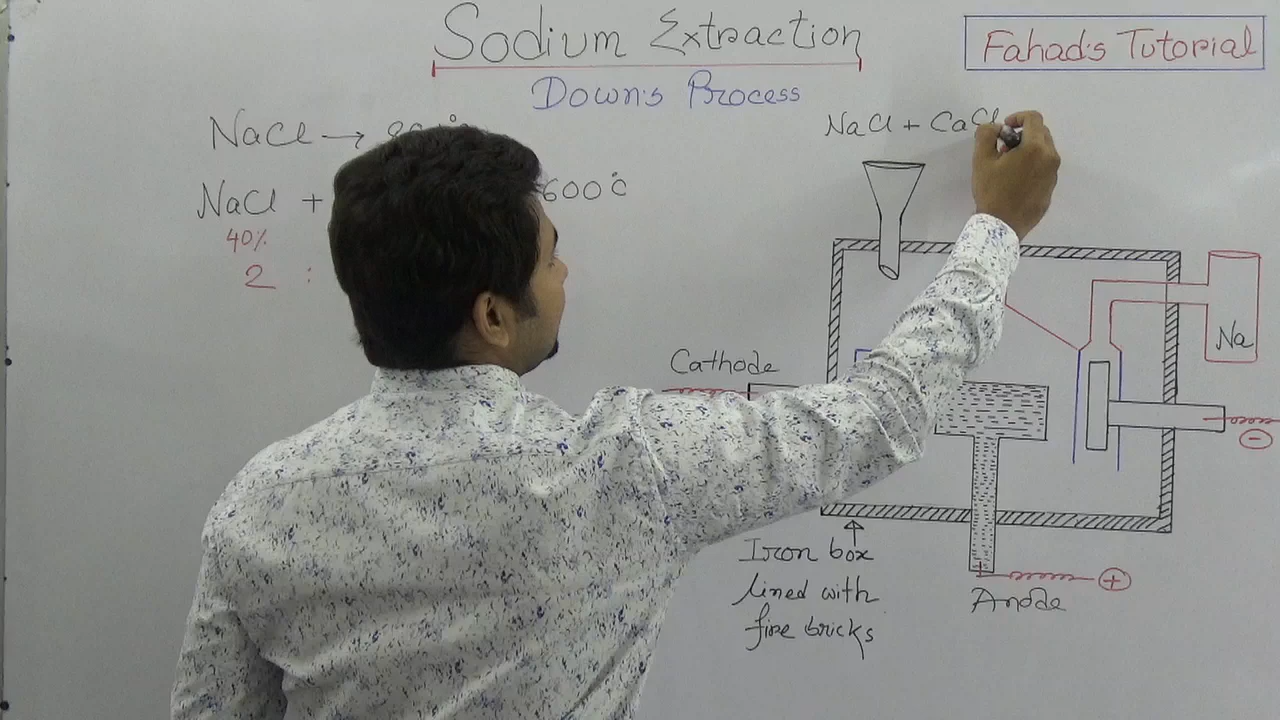 Sodium Extraction
Fahad's Tutorial
Down's Process
NaCl →
NaCl + CaCl
NaCl + 600°C
40%
2 :
Na
Cathode
−
Iron box
lined with
fire bricks
+
+
Anode